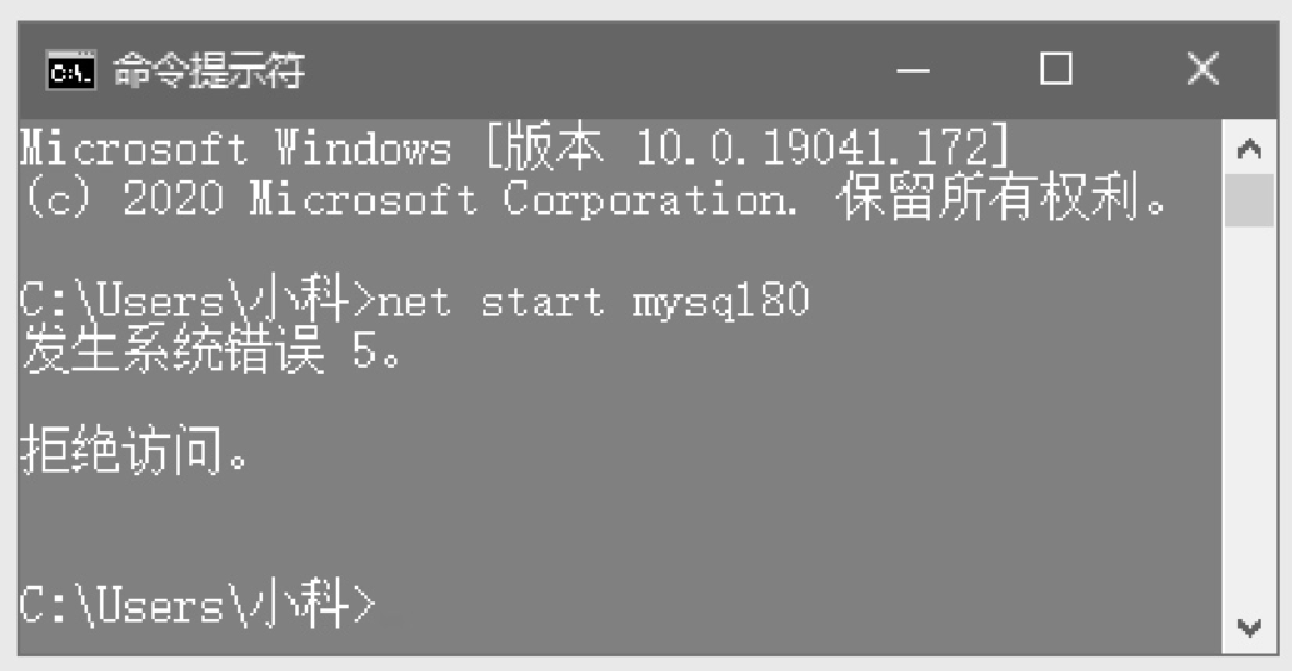 命令提示符
Microsoft Windows [版本 10.0.19041.172]
(c) 2020 Microsoft Corporation. 保留所有权利。
C:\Users\小科>net start mysql80
发生系统错误 5。
拒绝访问。
C:\Users\小科>